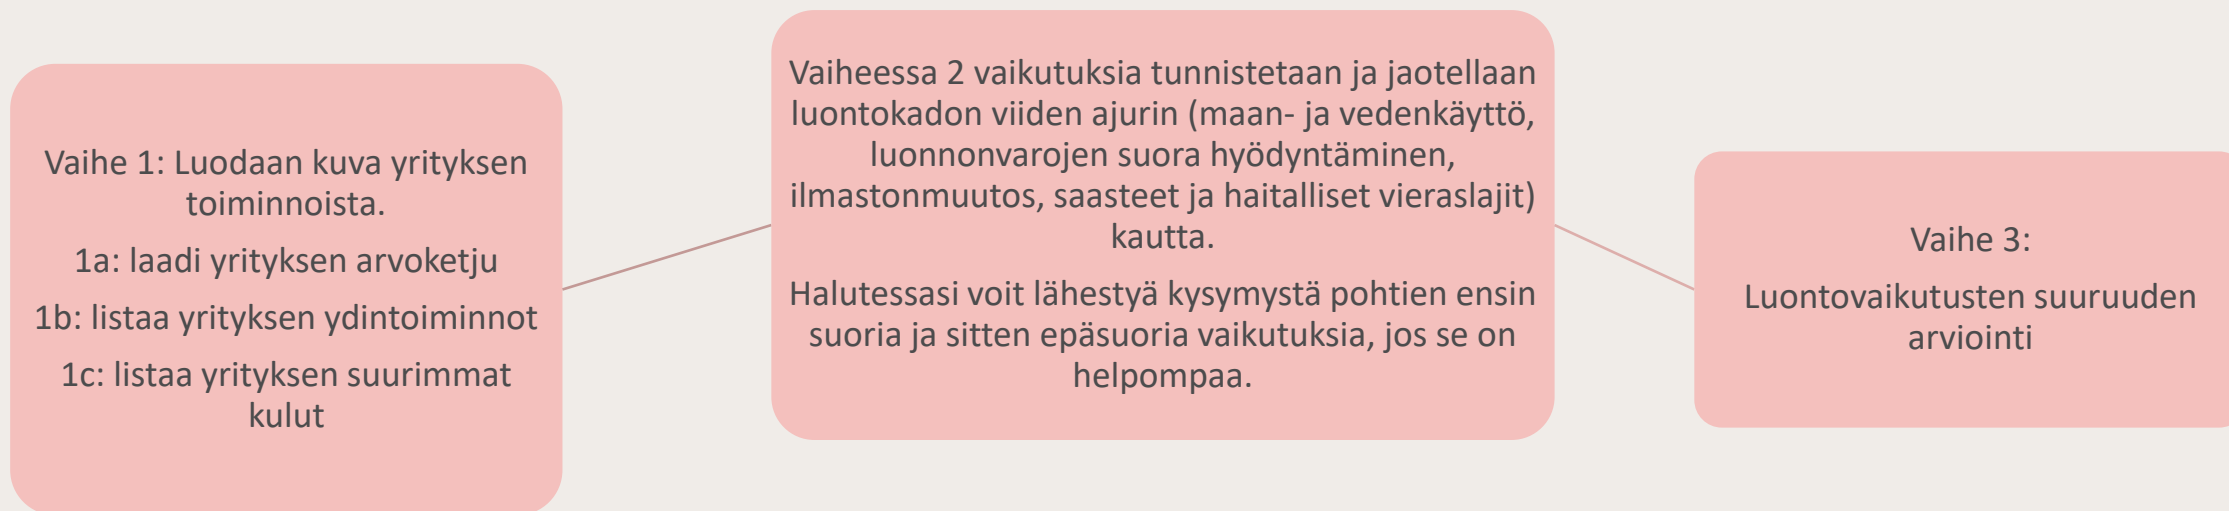 Vaihe 1: Luodaan kuva yrityksen
toiminnoista.
1a: laadi yrityksen arvoketju
1b: listaa yrityksen ydintoiminnot
1c: listaa yrityksen suurimmat
kulut
Vaiheessa 2 vaikutuksia tunnistetaan ja jaotellaan
luontokadon viiden ajurin (maan- ja vedenkäyttö,
luonnonvarojen suora hyödyntäminen,
ilmastonmuutos, saasteet ja haitalliset vieraslajit)
kautta.
Halutessasi voit lähestyä kysymystä pohtien ensin
suoria ja sitten epäsuoria vaikutuksia, jos se on
helpompaa.
Vaihe 3:
Luontovaikutusten suuruuden
arviointi